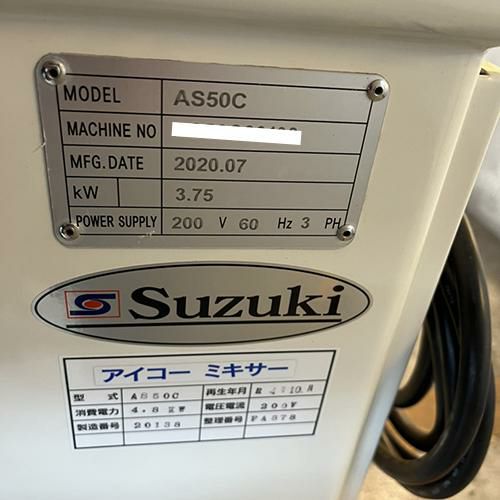 MODEL AS50C
MACHINE NO
MFG.DATE 2020.07
kW 3.75
POWER SUPPLY 200 V 60 Hz 3 PH
Suzuki
アイコー ミキサー
型式 AS50C 再生年月
消費電力 4.8KW 電圧電流 200V
製造番号 20138 整理番号 FA378